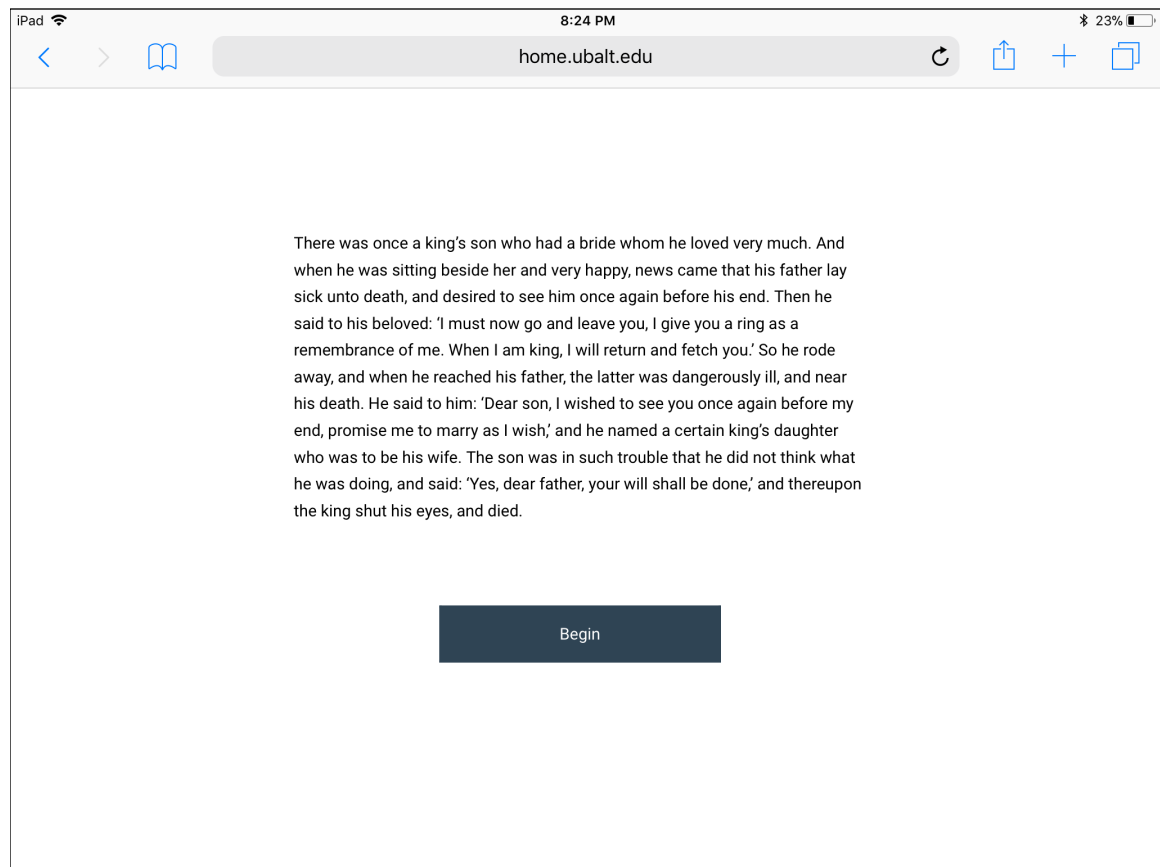 iPad
8:24 PM
23%
home.ubalt.edu
There was once a king’s son who had a bride whom he loved very much. And
when he was sitting beside her and very happy, news came that his father lay
sick unto death, and desired to see him once again before his end. Then he
said to his beloved: ‘I must now go and leave you, I give you a ring as a
remembrance of me. When I am king, I will return and fetch you.’ So he rode
away, and when he reached his father, the latter was dangerously ill, and near
his death. He said to him: ‘Dear son, I wished to see you once again before my
end, promise me to marry as I wish,’ and he named a certain king’s daughter
who was to be his wife. The son was in such trouble that he did not think what
he was doing, and said: ‘Yes, dear father, your will shall be done,’ and thereupon
the king shut his eyes, and died.
Begin